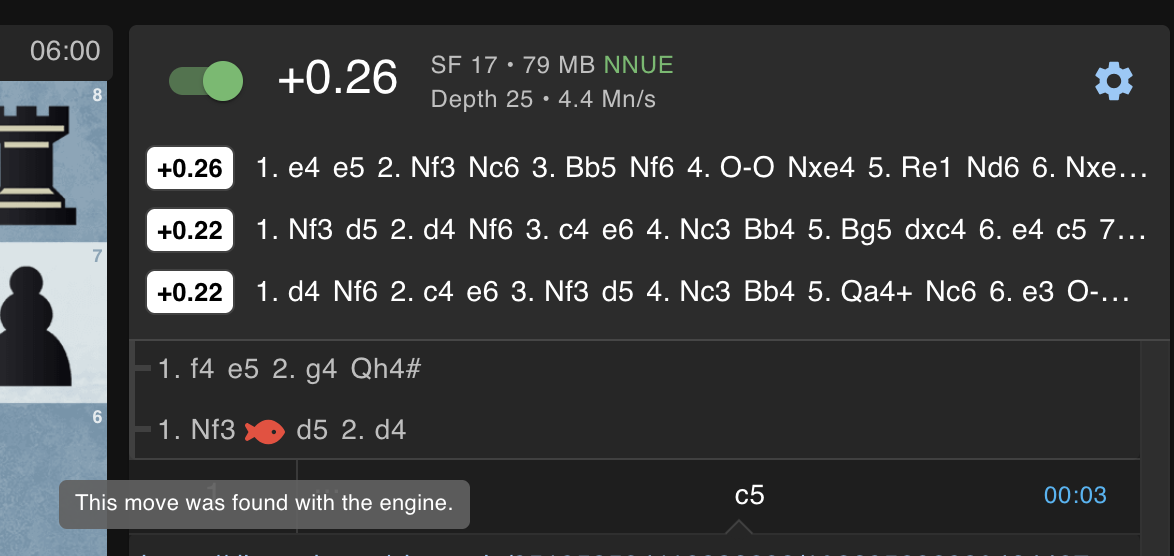 06:00
8
7
6
+0.26
SF 17 • 79 MB NNUE
Depth 25 • 4.4 Mn/s
+0.26 1. e4 e5 2. Nf3 Nc6 3. Bb5 Nf6 4. O-O Nxe4 5. Re1 Nd6 6. Nxe…
+0.22 1. Nf3 d5 2. d4 Nf6 3. c4 e6 4. Nc3 Bb4 5. Bg5 dxc4 6. e4 c5 7…
+0.22 1. d4 Nf6 2. c4 e6 3. Nf3 d5 4. Nc3 Bb4 5. Qa4+ Nc6 6. e3 O-…
1. f4 e5 2. g4 Qh4#
1. Nf3 d5 2. d4
This move was found with the engine.
c5 00:03